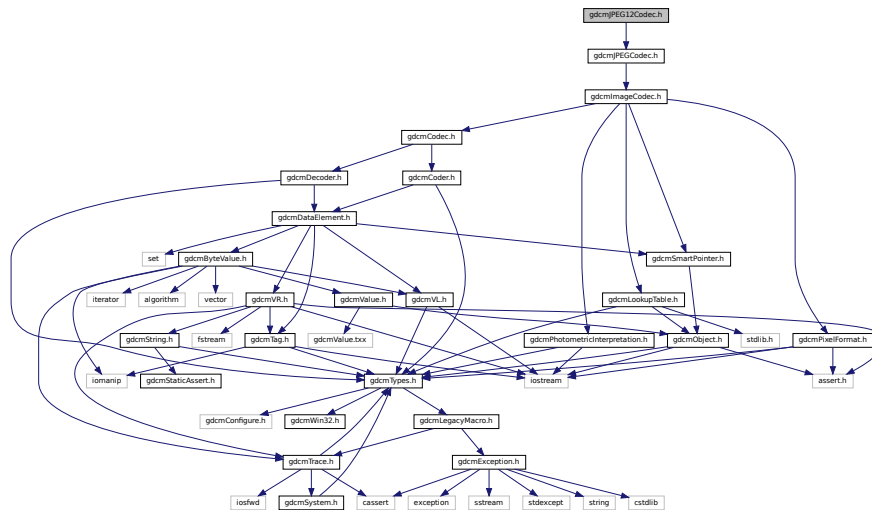 gdcmJPEG12Codec.h
gdcmJPEGCodec.h
gdcmImageCodec.h
gdcmCodec.h
gdcmDecoder.h
gdcmCoder.h
gdcmDataElement.h
set
gdcmByteValue.h
gdcmSmartPointer.h
iterator
algorithm
vector
gdcmVR.h
gdcmValue.h
gdcmVL.h
gdcmLookupTable.h
gdcmString.h
fstream
gdcmTag.h
gdcmValue.txx
gdcmPhotometricInterpretation.h
gdcmObject.h
stdlib.h
gdcmPixelFormat.h
iomanip
gdcmStaticAssert.h
gdcmTypes.h
iostream
assert.h
gdcmConfigure.h
gdcmWin32.h
gdcmLegacyMacro.h
gdcmTrace.h
gdcmException.h
iosfwd
gdcmSystem.h
cassert
exception
sstream
stdexcept
string
cstdlib